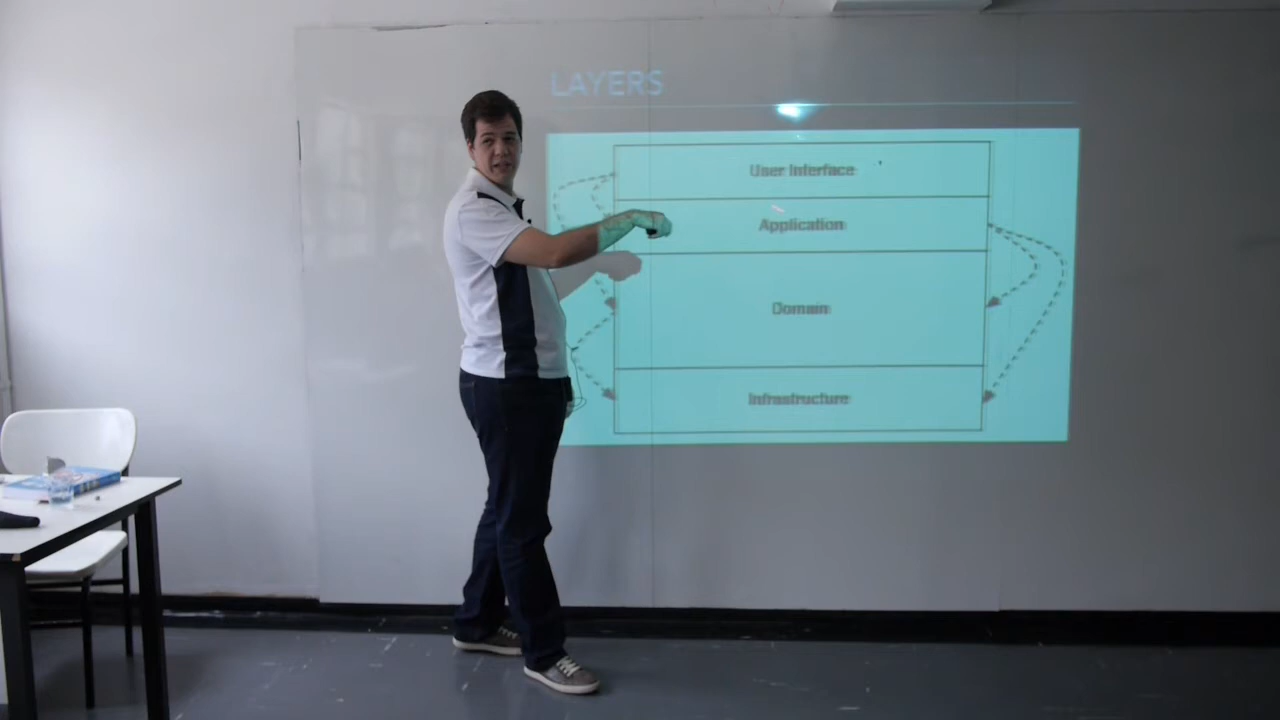 LAYERS
User Interface
Application
Domain
Infrastructure